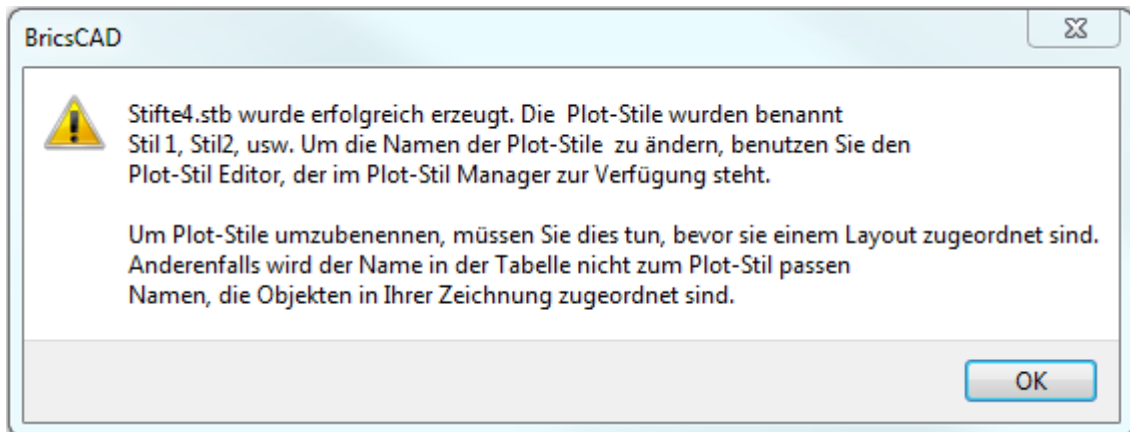 BricsCAD
Stifte4.stb wurde erfolgreich erzeugt. Die  Plot-Stile wurden benannt
Stil 1, Stil2, usw. Um die Namen der Plot-Stile  zu ändern, benutzen Sie den
Plot-Stil Editor, der im Plot-Stil Manager zur Verfügung steht.
Um Plot-Stile umzubenennen, müssen Sie dies tun, bevor sie einem Layout zugeordnet sind.
Anderenfalls wird der Name in der Tabelle nicht zum Plot-Stil passen
Namen, die Objekten in Ihrer Zeichnung zugeordnet sind.
OK